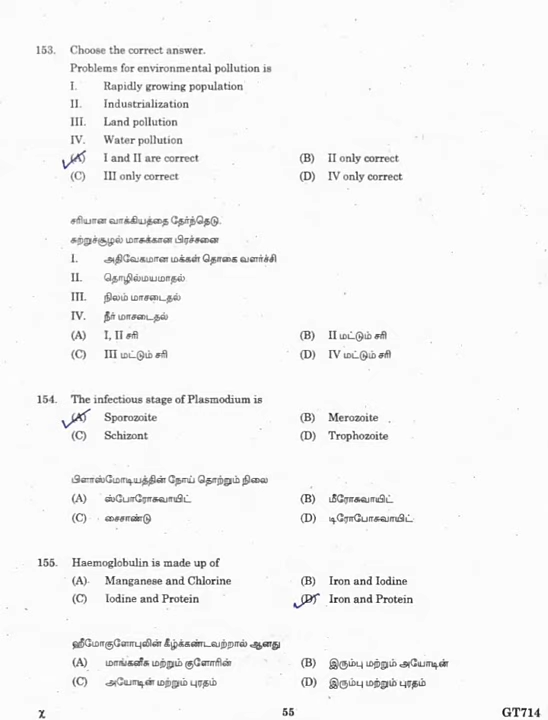 153. Choose the correct answer.
Problems for environmental pollution is
I. Rapidly growing population
II. Industrialization
III. Land pollution
IV. Water pollution
(A) I and II are correct (B) II only correct
(C) III only correct (D) IV only correct
சரியான வாக்கியத்தை தேர்ந்தெடு.
சுற்றுச்சூழல் மாசுக்கான பிரச்சனை
I. அதிவேகமான மக்கள் தொகை வளர்ச்சி
II. தொழில்மயமாதல்
III. நிலம் மாசடைதல்
IV. நீர் மாசடைதல்
(A) I, II சரி (B) II மட்டும் சரி
(C) III மட்டும் சரி (D) IV மட்டும் சரி
154. The infectious stage of Plasmodium is
(A) Sporozoite (B) Merozoite
(C) Schizont (D) Trophozoite
பிளாஸ்மோடியத்தின் நோய் தொற்றும் நிலை
(A) ஸ்போரோசுவாயிட் (B) மீரோசுவாயிட்
(C) சைசாண்டு (D) டிரோபோசுவாயிட்
155. Haemoglobulin is made up of
(A) Manganese and Chlorine (B) Iron and Iodine
(C) Iodine and Protein (D) Iron and Protein
ஹீமோகுளோபுலின் கீழ்க்கண்டவற்றால் ஆனது
(A) மாங்கனீசு மற்றும் குளோரின் (B) இரும்பு மற்றும் அயோடின்
(C) அயோடின் மற்றும் புரதம் (D) இரும்பு மற்றும் புரதம்
χ 55 GT714